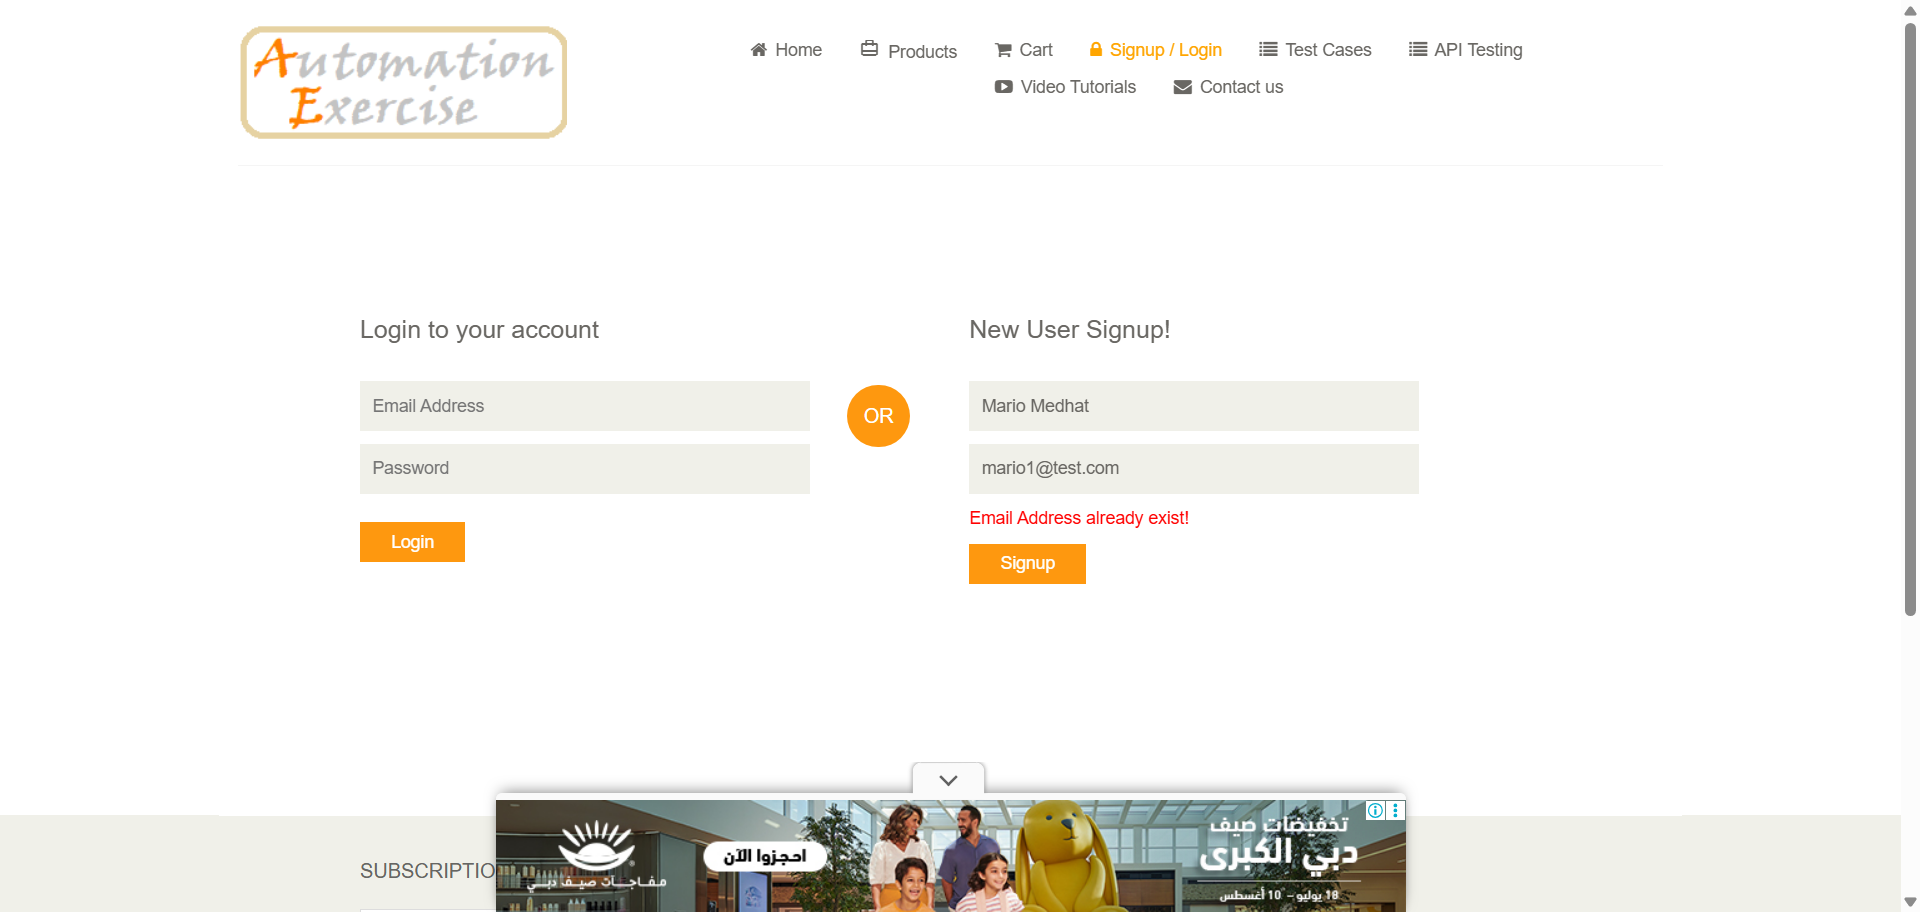 Automation
Exercise
Home
Products
Cart
Signup / Login
Test Cases
API Testing
Video Tutorials
Contact us
Login to your account
Email Address
Password
Login
OR
New User Signup!
Mario Medhat
mario1@test.com
Email Address already exist!
Signup
SUBSCRIPTIO
مفاجآت صيف دبي
احجزوا الآن
تخفيضات صيف
دبي الكبرى
18 يوليو – 10 أغسطس